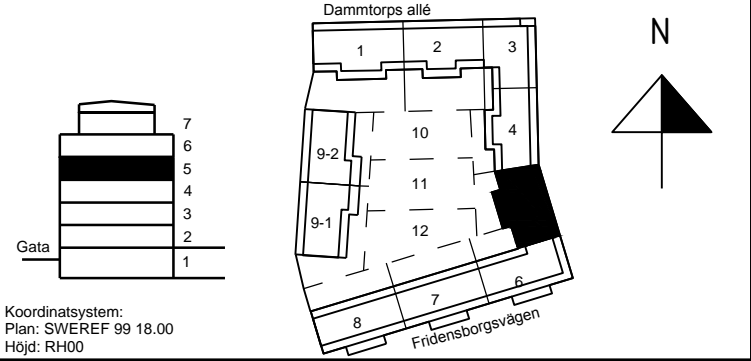 Dammtorps allé
N
1
2
3
4
10
9-2
11
9-1
12
6
7
8
Fridensborgsvägen
7
6
5
4
3
2
1
Gata
Koordinatsystem:
Plan: SWEREF 99 18.00
Höjd: RH00